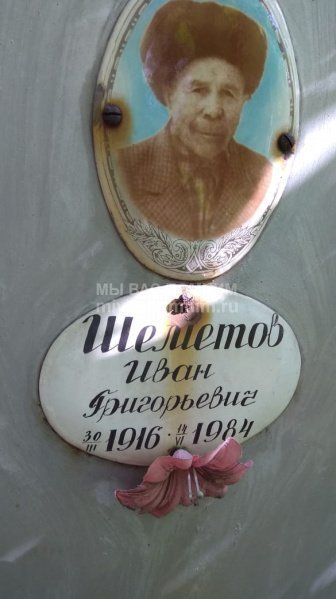 Шеметов
Иван
Григорьевич
30/III 1916 · 14/VI 1984